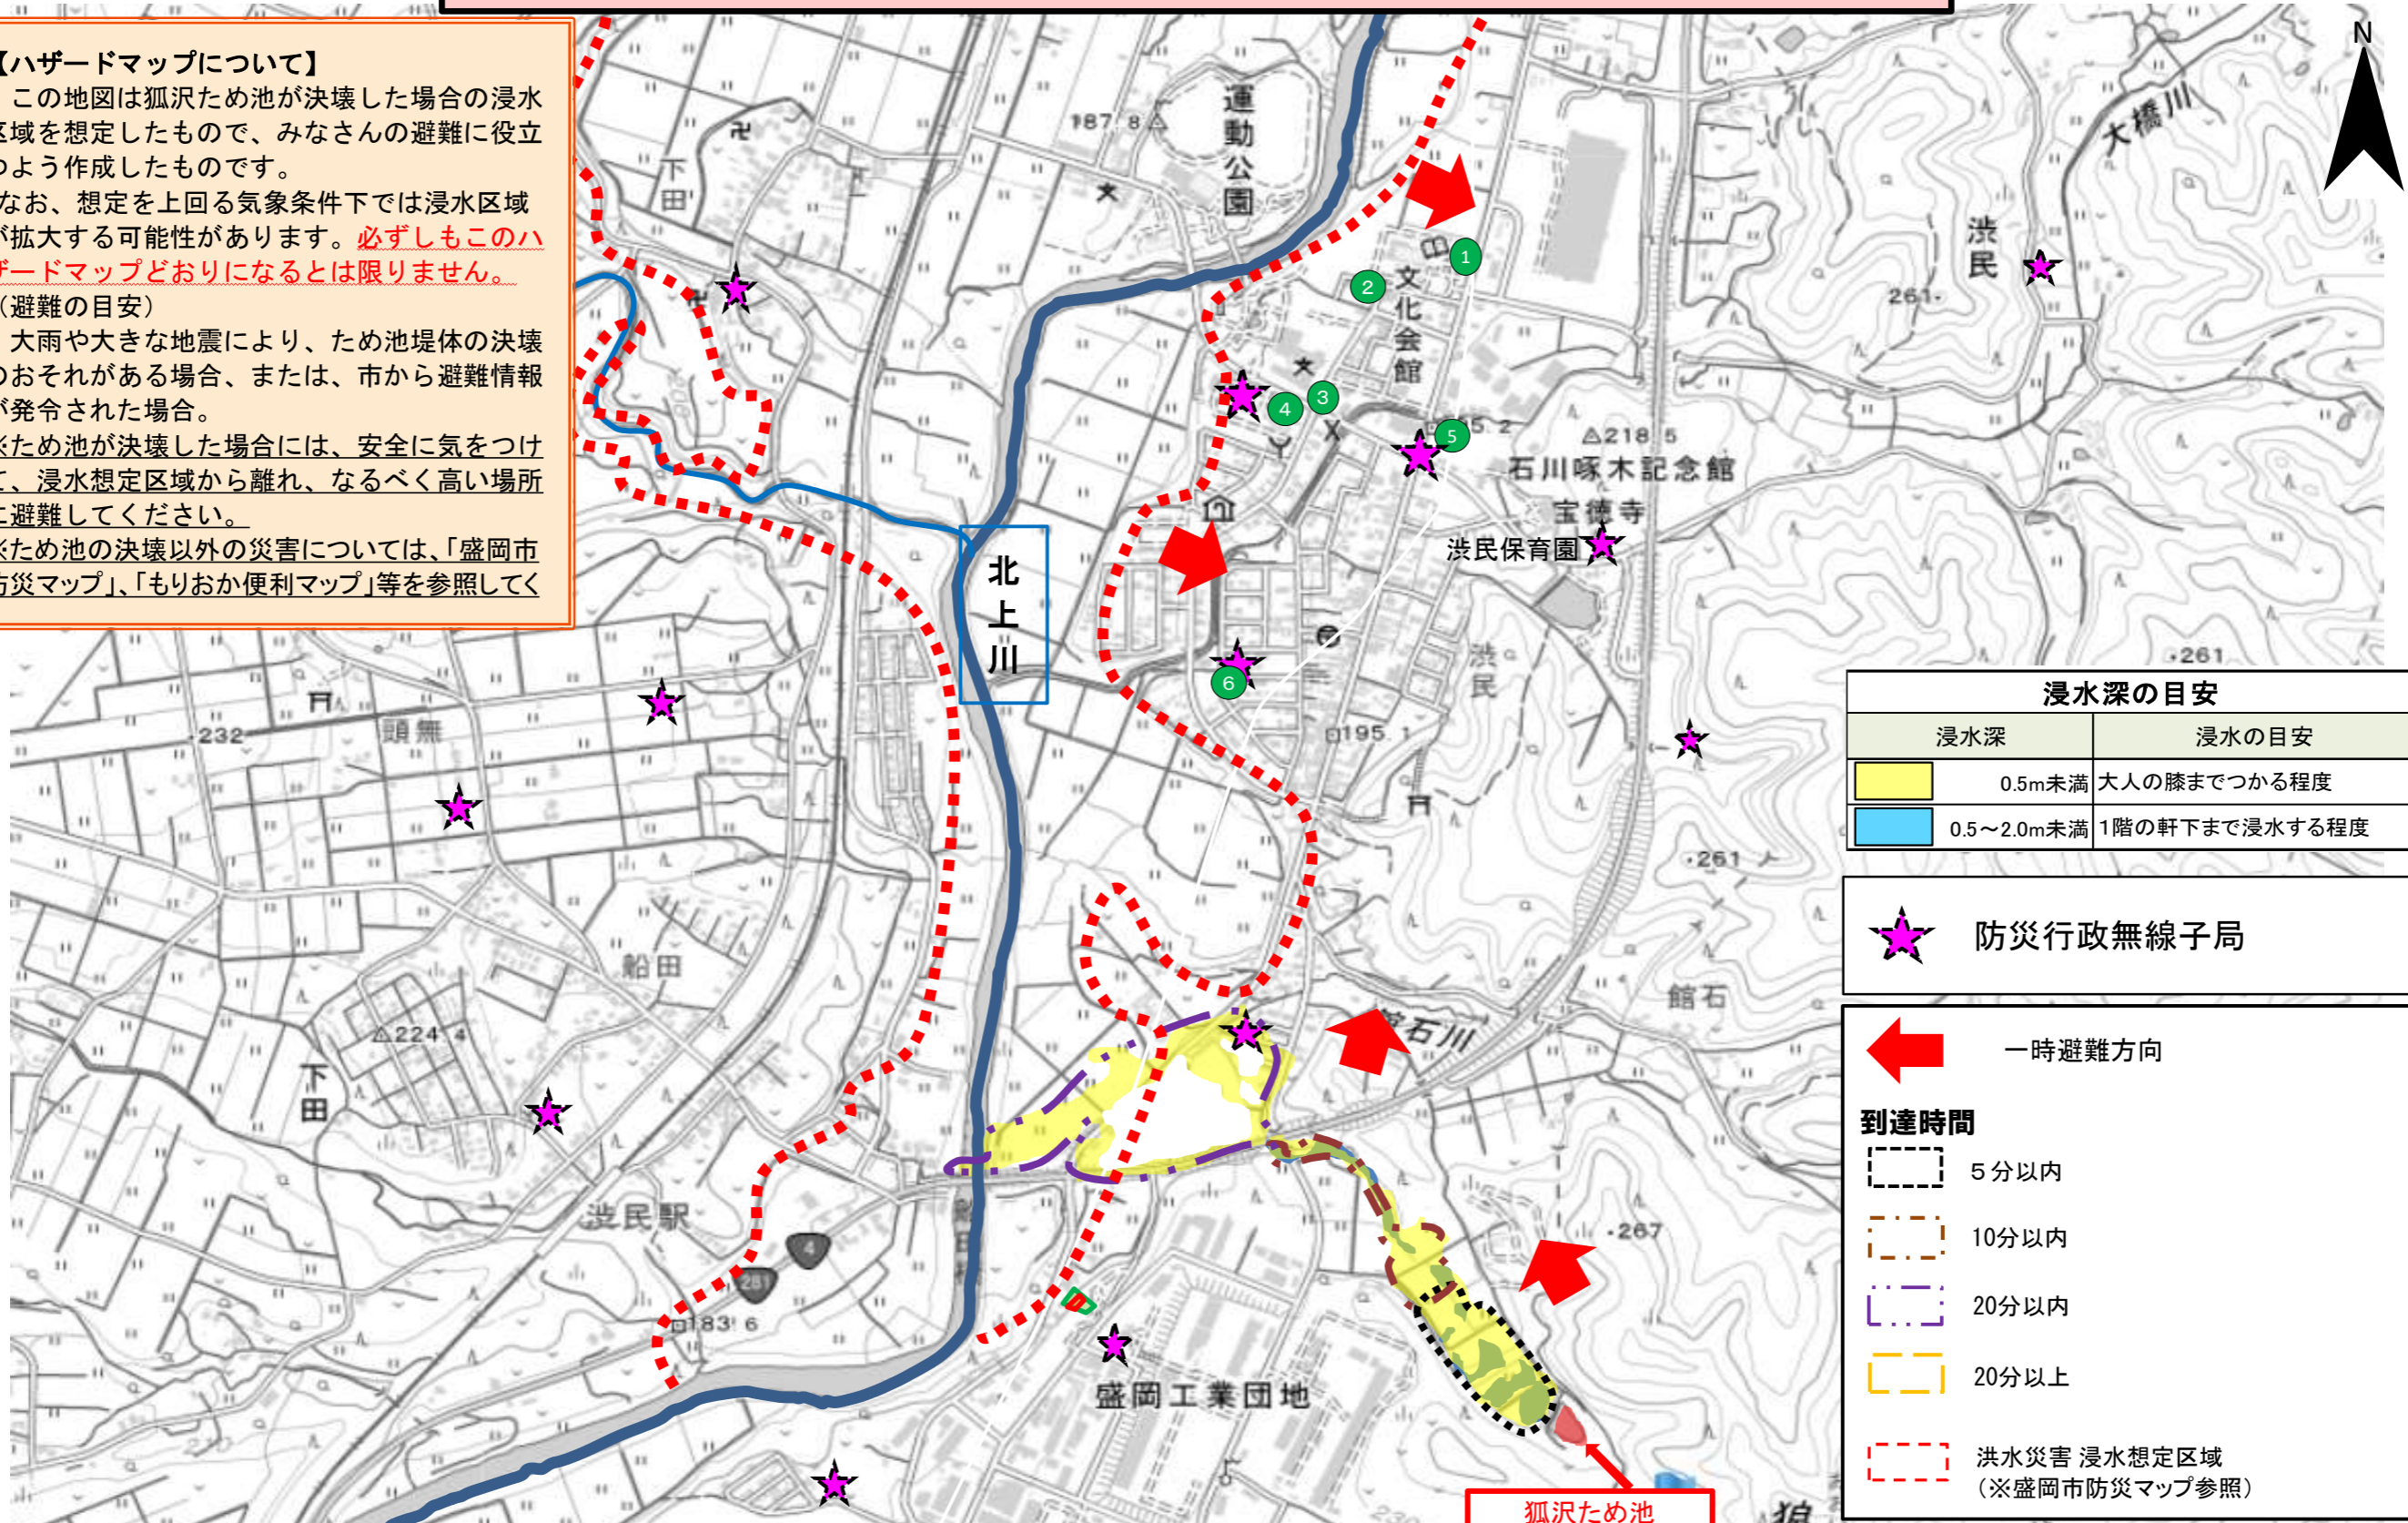 【ハザードマップについて】
この地図は狐沢ため池が決壊した場合の浸水
区域を想定したもので、みなさんの避難に役立
つよう作成したものです。
なお、想定を上回る気象条件下では浸水区域
が拡大する可能性があります。必ずしもこのハ
ザードマップどおりになるとは限りません。
(避難の目安)
大雨や大きな地震により、ため池堤体の決壊
のおそれがある場合、または、市から避難情報
が発令された場合。
※ため池が決壊した場合には、安全に気をつけ
て、浸水想定区域から離れ、なるべく高い場所
に避難してください。
※ため池の決壊以外の災害については、「盛岡市
防災マップ」、「もりおか便利マップ」等を参照してく
N
運動公園
187.8
下田
大橋川
渋民
261
1
2
文化会館
3
4
5
5.2
218.5
石川啄木記念館
宝徳寺
渋民保育園
北上川
6
渋民
195.1
頭無
232
261
261
船田
224.4
下田
館石
館石川
渋民駅
4
281
183.6
267
盛岡工業団地
狐沢ため池
浸水深の目安
浸水深 浸水の目安
0.5m未満 大人の膝までつかる程度
0.5～2.0m未満 1階の軒下まで浸水する程度
防災行政無線子局
一時避難方向
到達時間
5分以内
10分以内
20分以内
20分以上
洪水災害 浸水想定区域
(※盛岡市防災マップ参照)